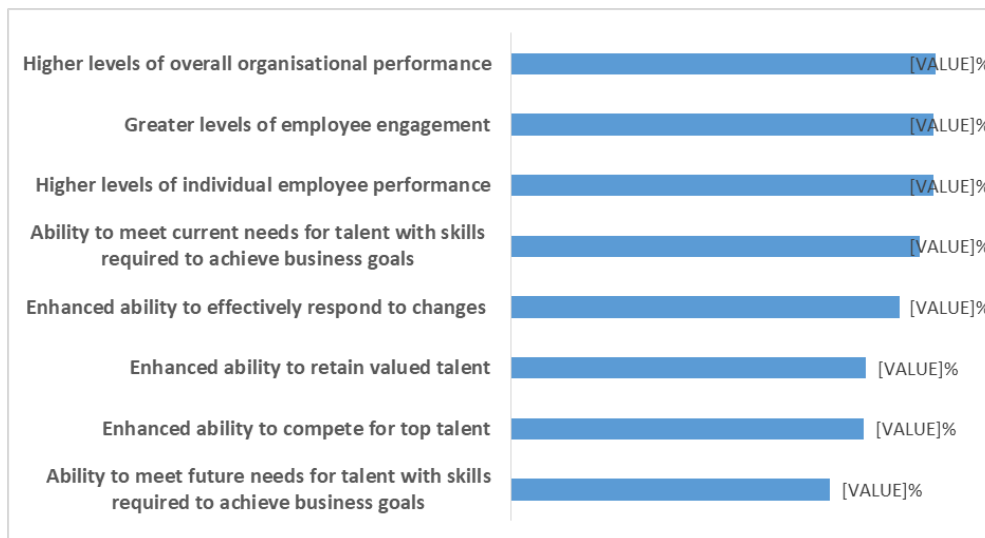 Higher levels of overall organisational performance
[VALUE]%
Greater levels of employee engagement
[VALUE]%
Higher levels of individual employee performance
[VALUE]%
Ability to meet current needs for talent with skills
required to achieve business goals
[VALUE]%
Enhanced ability to effectively respond to changes
[VALUE]%
Enhanced ability to retain valued talent
[VALUE]%
Enhanced ability to compete for top talent
[VALUE]%
Ability to meet future needs for talent with skills
required to achieve business goals
[VALUE]%